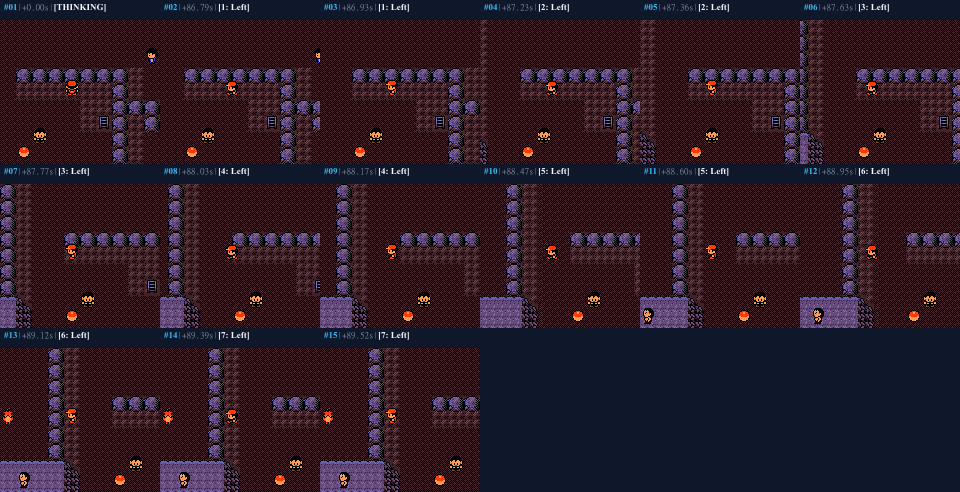 #01|+0.00s|[THINKING]
#02|+86.79s|[1: Left]
#03|+86.93s|[1: Left]
#04|+87.23s|[2: Left]
#05|+87.36s|[2: Left]
#06|+87.63s|[3: Left]
#07|+87.77s|[3: Left]
#08|+88.03s|[4: Left]
#09|+88.17s|[4: Left]
#10|+88.47s|[5: Left]
#11|+88.60s|[5: Left]
#12|+88.95s|[6: Left]
#13|+89.12s|[6: Left]
#14|+89.39s|[7: Left]
#15|+89.52s|[7: Left]